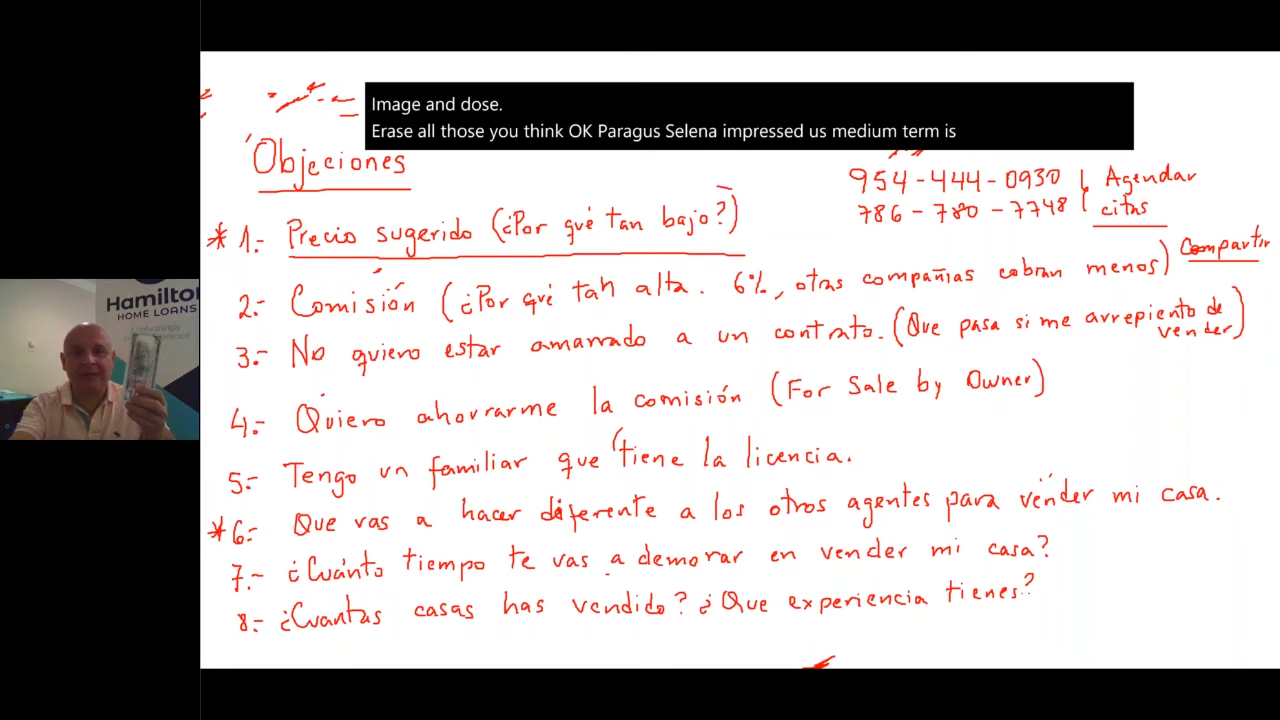 Image and dose.
Erase all those you think OK Paragus Selena impressed us medium term is
Objeciones
954-444-0930 Agendar
786-780-7748 citas
* 1.- Precio sugerido (¿Por qué tan bajo?)
Compartir
2.- Comisión (¿Por qué tan alta. 6%, otras compañias cobran menos)
3.- No quiero estar amarrado a un contrato. (Que pasa si me arrepiento de vender)
4.- Quiero ahorrarme la comisión (For Sale by Owner)
5.- Tengo un familiar que tiene la licencia.
* 6.- Que vas a hacer diferente a los otros agentes para vender mi casa.
7.- ¿Cuánto tiempo te vas a demorar en vender mi casa?
8.- ¿Cuantas casas has vendido? ¿Que experiencia tienes?
Hamilton
HOME LOANS